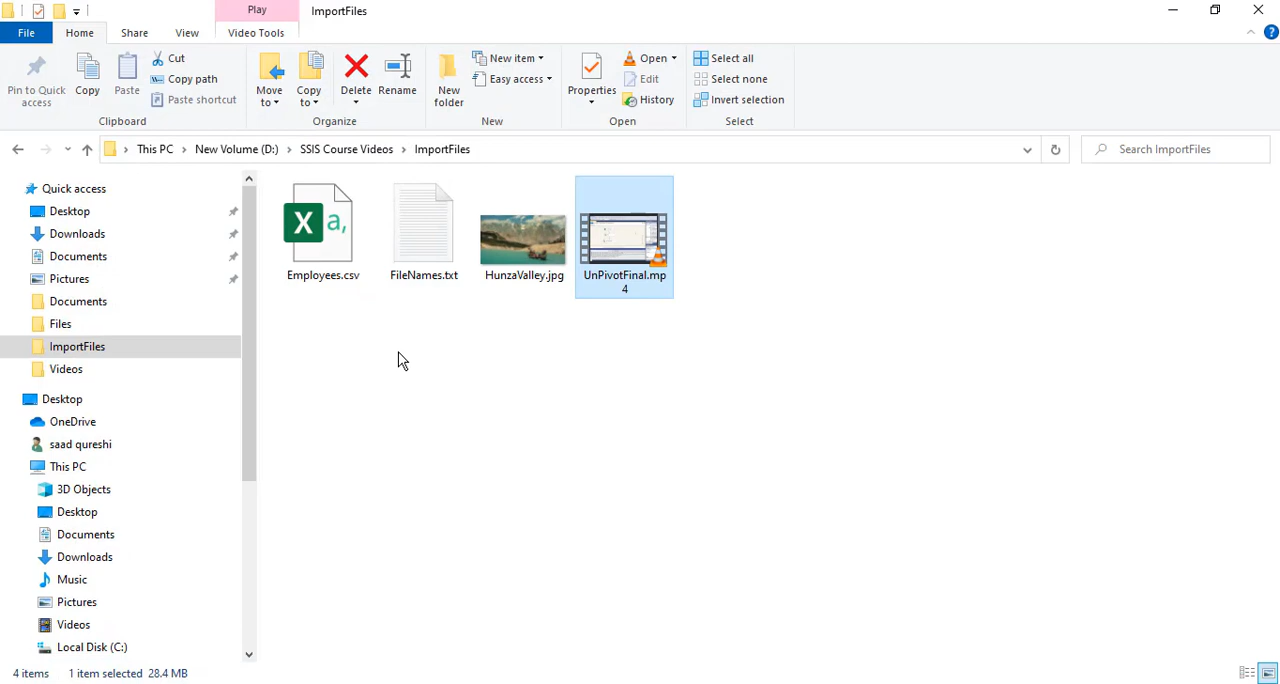 Play
ImportFiles
File
Home
Share
View
Video Tools
Pin to Quick
access
Copy
Paste
Cut
Copy path
Paste shortcut
Clipboard
Move
to
Copy
to
Delete
Rename
Organize
New
folder
New item
Easy access
New
Properties
Open
Edit
History
Open
Select all
Select none
Invert selection
Select
This PC
New Volume (D:)
SSIS Course Videos
ImportFiles
Search ImportFiles
Quick access
Desktop
Downloads
Documents
Pictures
Documents
Files
ImportFiles
Videos
Desktop
OneDrive
saad qureshi
This PC
3D Objects
Desktop
Documents
Downloads
Music
Pictures
Videos
Local Disk (C:)
X a,
Employees.csv
FileNames.txt
HunzaValley.jpg
UnPivotFinal.mp
4
4 items
1 item selected 28.4 MB